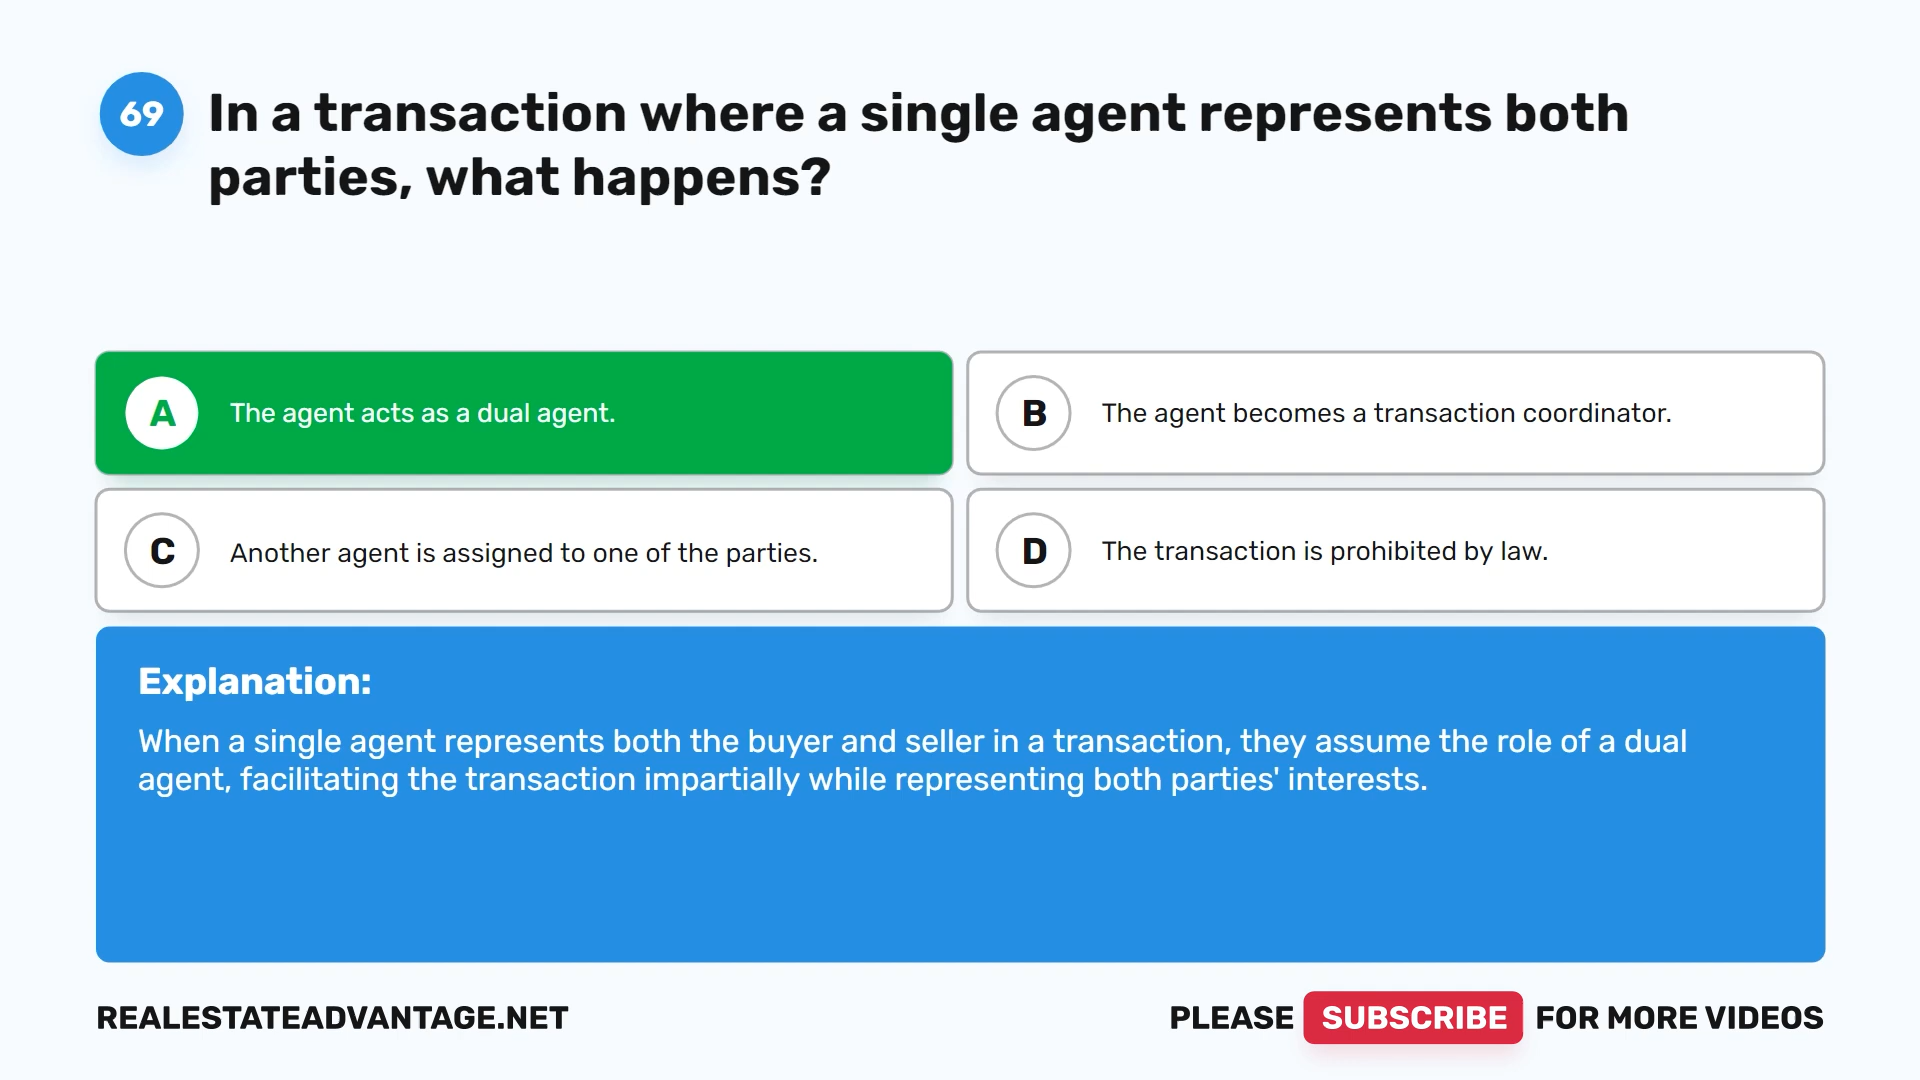 69
In a transaction where a single agent represents both
parties, what happens?
A
The agent acts as a dual agent.
B
The agent becomes a transaction coordinator.
C
Another agent is assigned to one of the parties.
D
The transaction is prohibited by law.
Explanation:
When a single agent represents both the buyer and seller in a transaction, they assume the role of a dual
agent, facilitating the transaction impartially while representing both parties' interests.
REALESTATEADVANTAGE.NET
PLEASE SUBSCRIBE FOR MORE VIDEOS